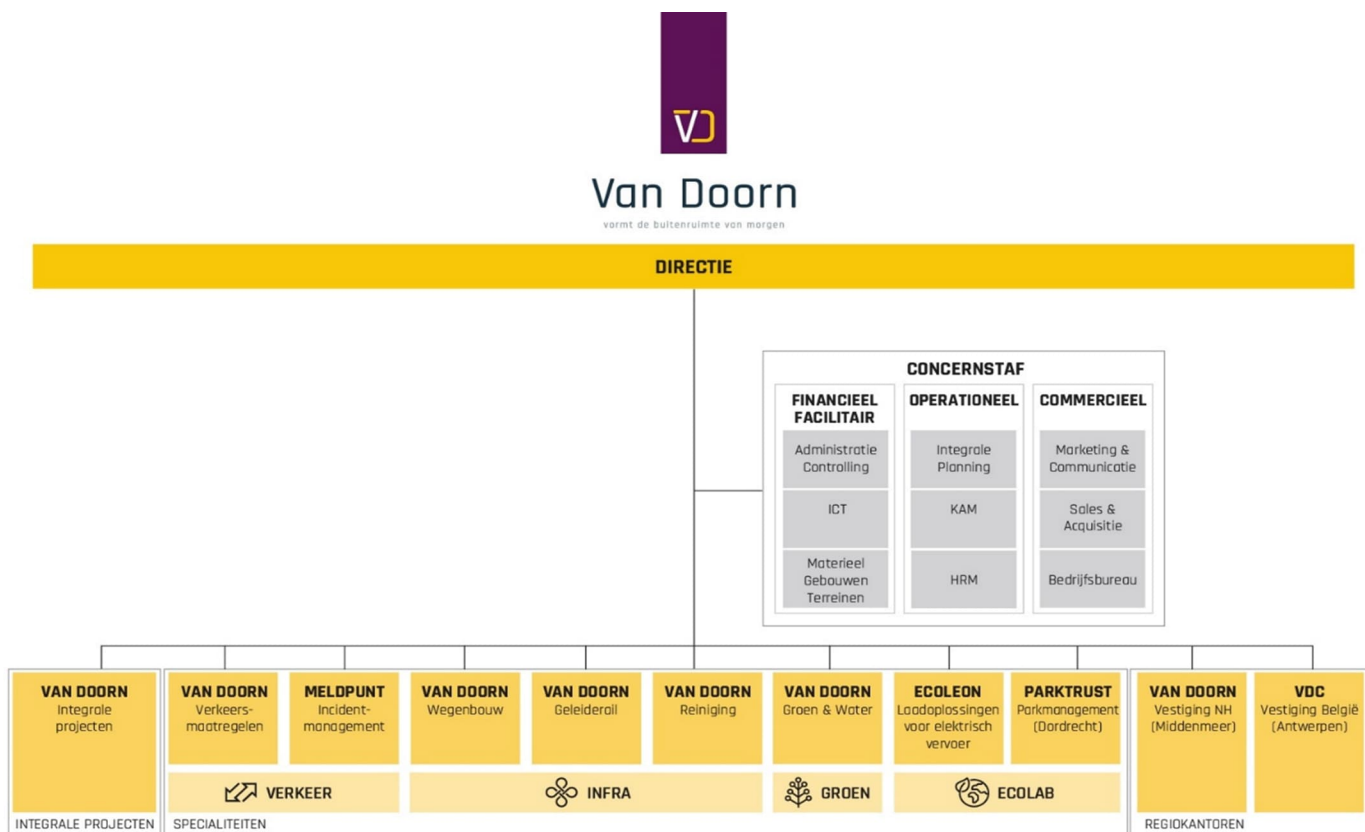 VD
Van Doorn
vormt de buitenruimte van morgen
DIRECTIE
CONCERNSTAF
FINANCIEEL
FACILITAIR
Administratie
Controlling
ICT
Materieel
Gebouwen
Terreinen
OPERATIONEEL
Integrale
Planning
KAM
HRM
COMMERCIEEL
Marketing &
Communicatie
Sales &
Acquisitie
Bedrijfsbureau
VAN DOORN
Integrale
projecten
VAN DOORN
Verkeers-
maatregelen
MELDPUNT
Incident-
management
VAN DOORN
Wegenbouw
VAN DOORN
Geleiderail
VAN DOORN
Reiniging
VAN DOORN
Groen & Water
ECOLEON
Laadoplossingen
voor elektrisch
vervoer
PARKTRUST
Parkmanagement
(Dordrecht)
VAN DOORN
Vestiging NH
(Middenmeer)
VDC
Vestiging België
(Antwerpen)
VERKEER
INFRA
GROEN
ECOLAB
INTEGRALE PROJECTEN
SPECIALITEITEN
REGIOKANTOREN